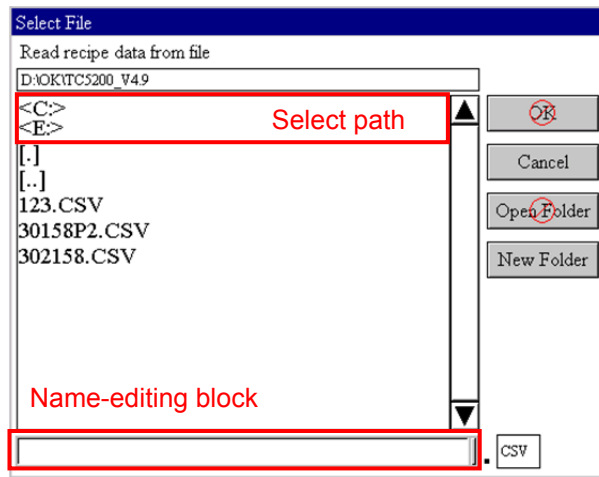 Select File
Read recipe data from file
D:\OK\TC5200_V4.9
<C:>
<E:>
Select path
[.]
[..]
123.CSV
30158P2.CSV
302158.CSV
OK
Cancel
Open Folder
New Folder
Name-editing block
. CSV